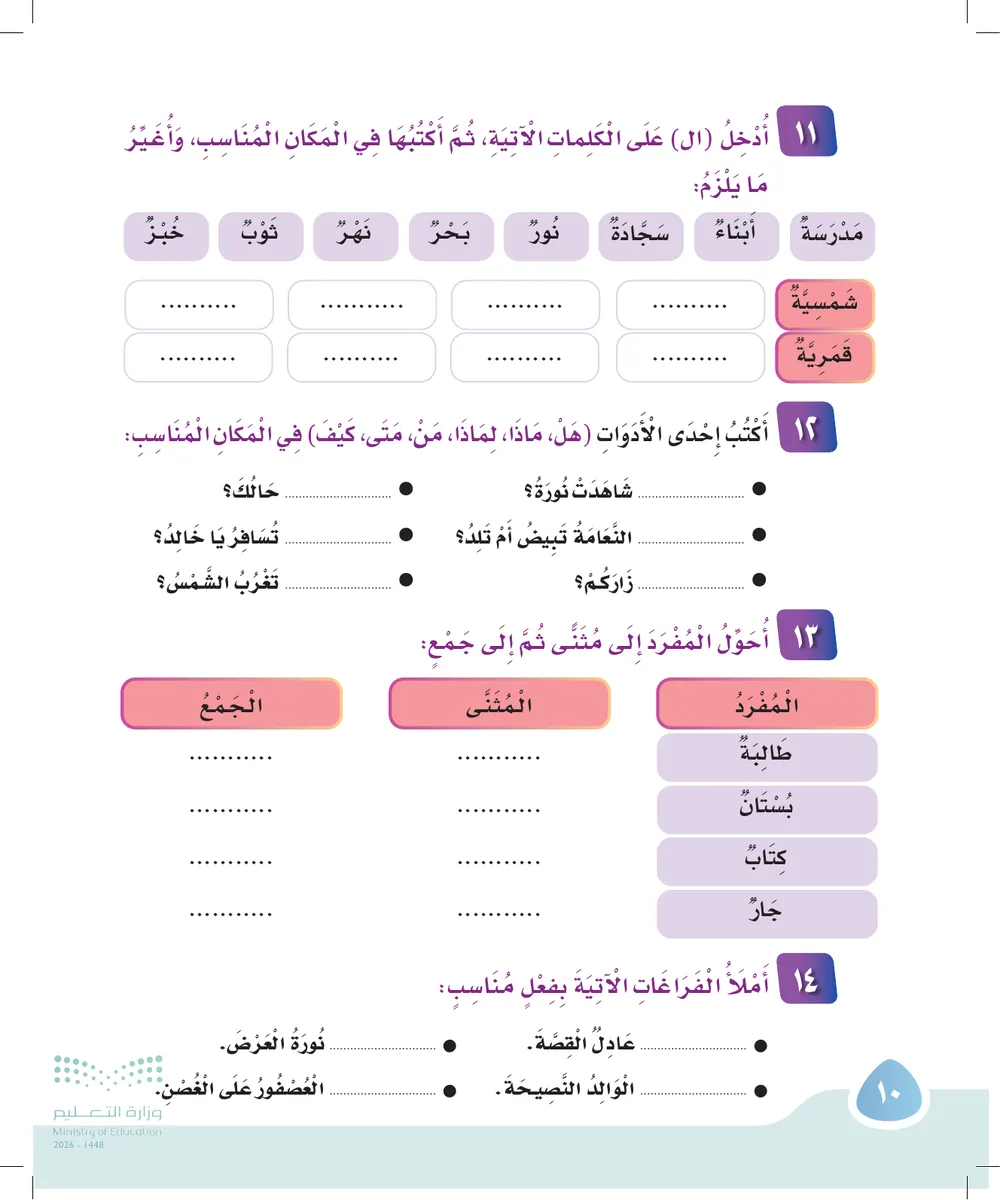 ١١ أُدْخِلُ (ال) عَلَى الْكَلِماتِ الْآتِيَةِ، ثُمَّ أَكْتُبُهَا فِي الْمَكَانِ الْمُنَاسِبِ، وَأُغَيِّرُ
مَا يَلْزَمُ:
مَدْرَسَةٌ أَبْنَاءٌ سَجَّادَةٌ نُورٌ بَحْرٌ نَهْرٌ ثَوْبٌ خُبْزٌ
شَمْسِيَّةٌ .......... .......... ........... ..........
قَمَرِيَّةٌ .......... .......... .......... ..........
١٢ أَكْتُبُ إِحْدَى الْأَدَوَاتِ (هَلْ، مَاذَا، لِمَاذَا، مَنْ، مَتَى، كَيْفَ) فِي الْمَكَانِ الْمُنَاسِبِ:
● ............................... شَاهَدَتْ نُورَةُ؟ ● ............................... حَالُكَ؟
● ............................... النَّعَامَةُ تَبِيضُ أَمْ تَلِدُ؟ ● ............................... تُسَافِرُ يَا خَالِدُ؟
● ............................... زَارَكُمْ؟ ● ............................... تَغْرُبُ الشَّمْسُ؟
١٣ أُحَوِّلُ الْمُفْرَدَ إِلَى مُثَنًّى ثُمَّ إِلَى جَمْعٍ:
الْمُفْرَدُ الْمُثَنَّى الْجَمْعُ
طَالِبَةٌ ........... ...........
بُسْتَانٌ ........... ...........
كِتَابٌ ........... ...........
جَارٌ ........... ...........
١٤ أَمْلَأُ الْفَرَاغَاتِ الْآتِيَةَ بِفِعْلٍ مُنَاسِبٍ:
● ............................... عَادِلٌ الْقِصَّةَ. ● ............................... نُورَةُ الْعَرْضَ.
● ............................... الْوَالِدُ النَّصِيحَةَ. ● ............................... الْعُصْفُورُ عَلَى الْغُصْنِ.
١٠
وزارة التعـــليم
Ministry of Education
2026 - 1448